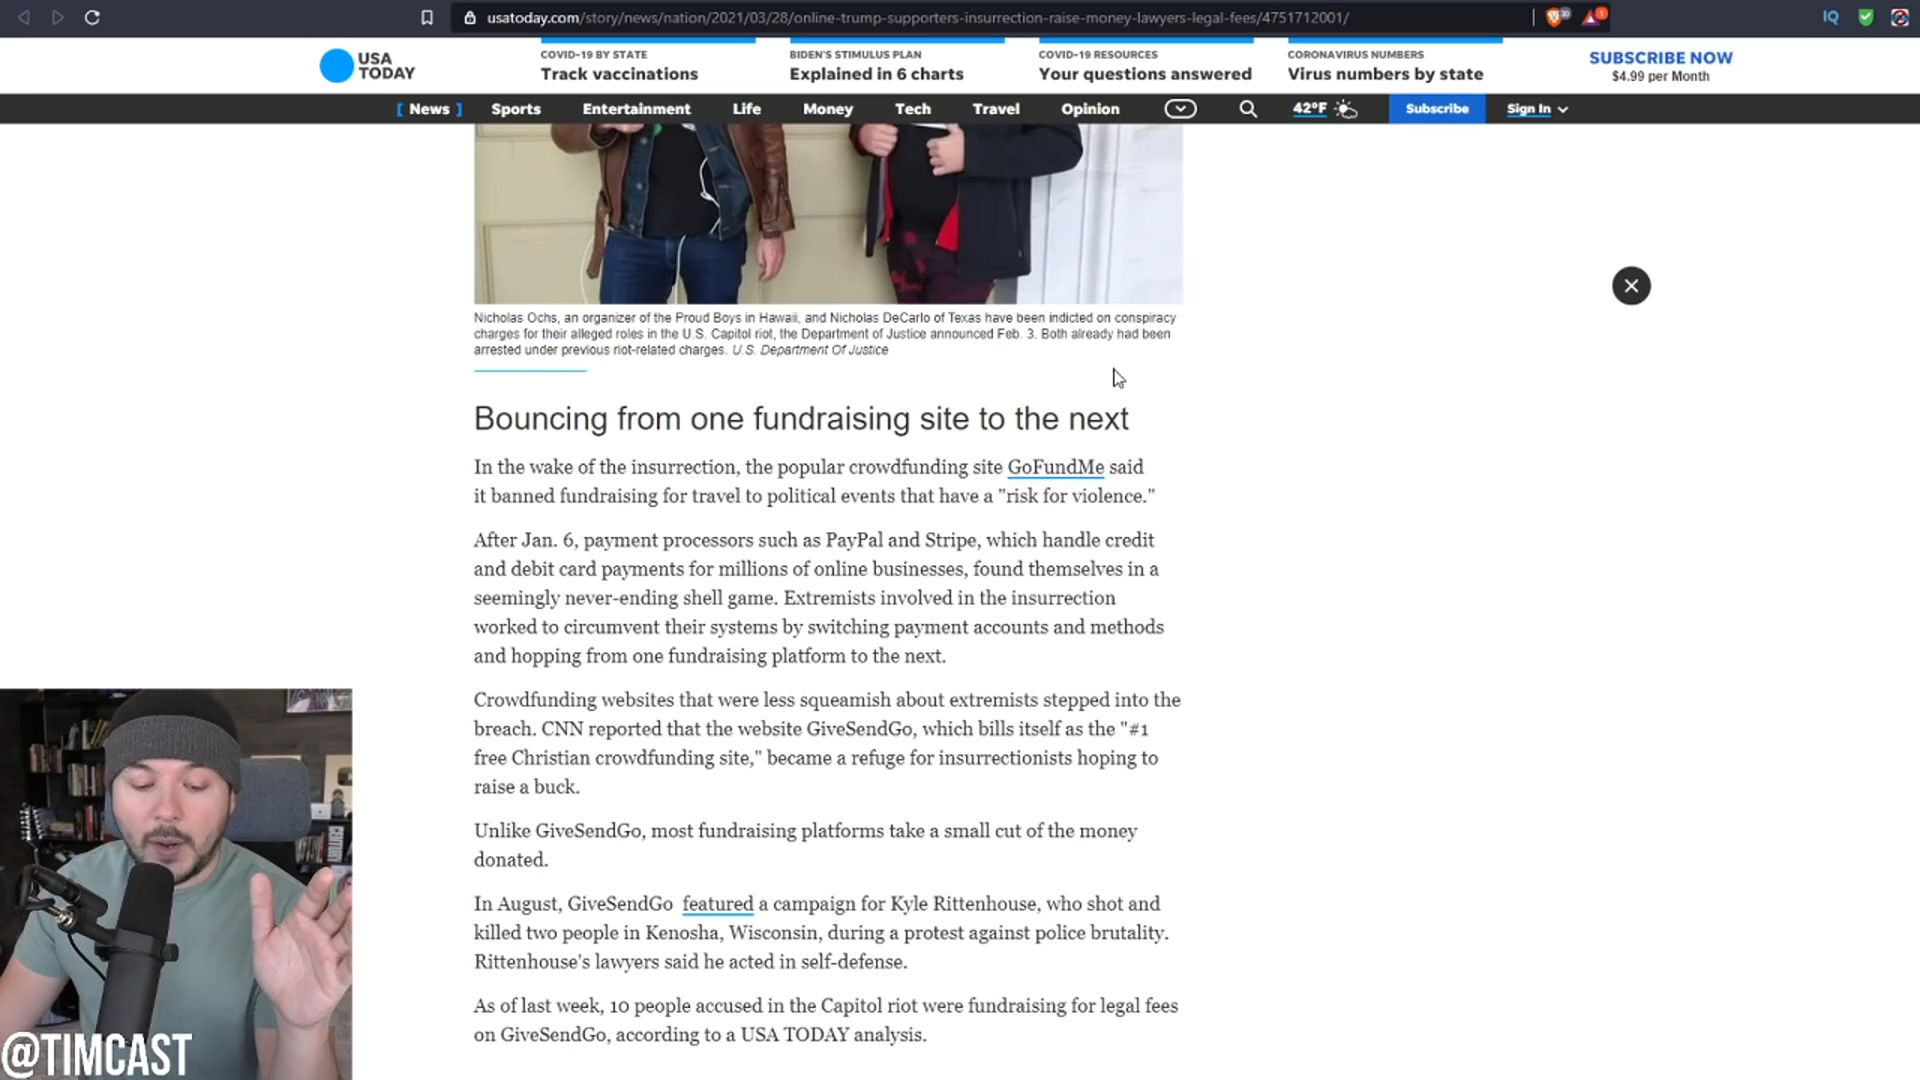 usatoday.com/story/news/nation/2021/03/28/online-trump-supporters-insurrection-raise-money-lawyers-legal-fees/4751712001/
IQ
USA
TODAY
COVID-19 BY STATE
Track vaccinations
BIDEN'S STIMULUS PLAN
Explained in 6 charts
COVID-19 RESOURCES
Your questions answered
CORONAVIRUS NUMBERS
Virus numbers by state
SUBSCRIBE NOW
$4.99 per Month
[ News ] Sports Entertainment Life Money Tech Travel Opinion 42°F Subscribe Sign In
Nicholas Ochs, an organizer of the Proud Boys in Hawaii, and Nicholas DeCarlo of Texas have been indicted on conspiracy
charges for their alleged roles in the U.S. Capitol riot, the Department of Justice announced Feb. 3. Both already had been
arrested under previous riot-related charges. U.S. Department Of Justice
Bouncing from one fundraising site to the next
In the wake of the insurrection, the popular crowdfunding site GoFundMe said
it banned fundraising for travel to political events that have a "risk for violence."
After Jan. 6, payment processors such as PayPal and Stripe, which handle credit
and debit card payments for millions of online businesses, found themselves in a
seemingly never-ending shell game. Extremists involved in the insurrection
worked to circumvent their systems by switching payment accounts and methods
and hopping from one fundraising platform to the next.
Crowdfunding websites that were less squeamish about extremists stepped into the
breach. CNN reported that the website GiveSendGo, which bills itself as the "#1
free Christian crowdfunding site," became a refuge for insurrectionists hoping to
raise a buck.
Unlike GiveSendGo, most fundraising platforms take a small cut of the money
donated.
In August, GiveSendGo featured a campaign for Kyle Rittenhouse, who shot and
killed two people in Kenosha, Wisconsin, during a protest against police brutality.
Rittenhouse's lawyers said he acted in self-defense.
As of last week, 10 people accused in the Capitol riot were fundraising for legal fees
on GiveSendGo, according to a USA TODAY analysis.
@TIMCAST